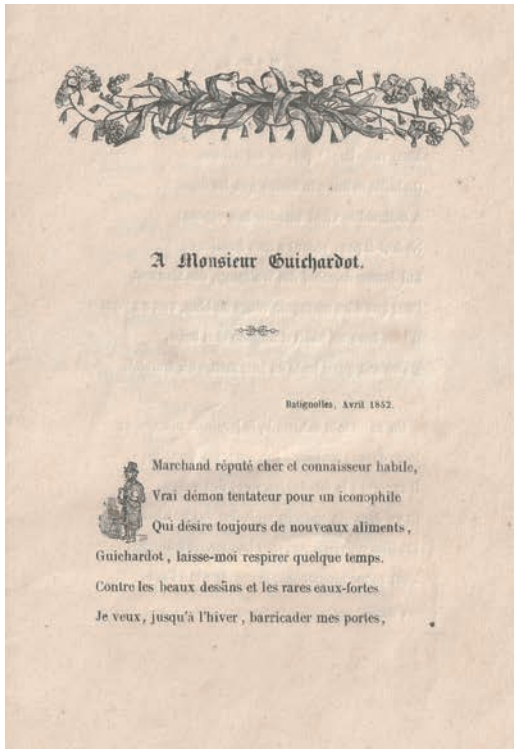 A Monsieur Guichardot.
Batignolles, Avril 1852.
Marchand réputé cher et connaisseur habile,
Vrai démon tentateur pour un iconophile
Qui désire toujours de nouveaux aliments,
Guichardot, laisse-moi respirer quelque temps.
Contre les beaux dessins et les rares eaux-fortes
Je veux, jusqu'à l'hiver, barricader mes portes,